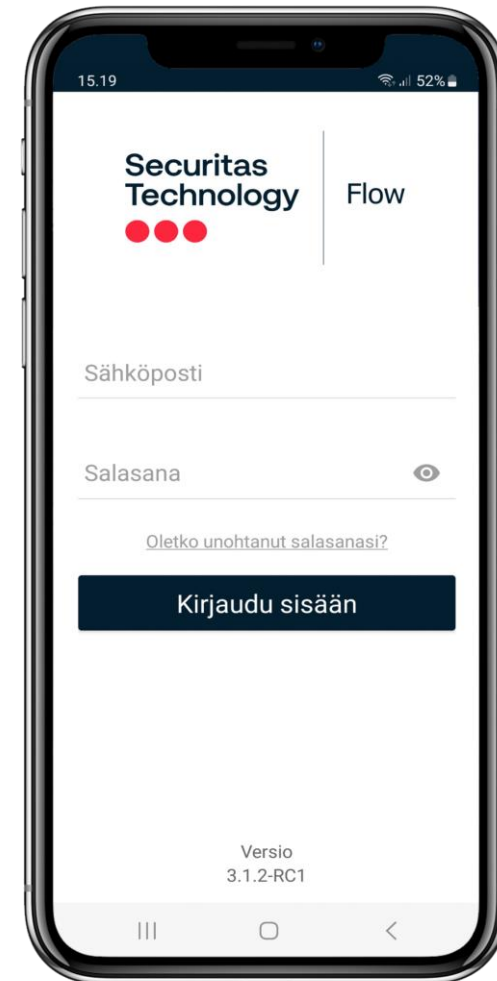 15.19 52%
Securitas
Technology
Flow
Sähköposti
Salasana
Oletko unohtanut salasanasi?
Kirjaudu sisään
Versio
3.1.2-RC1